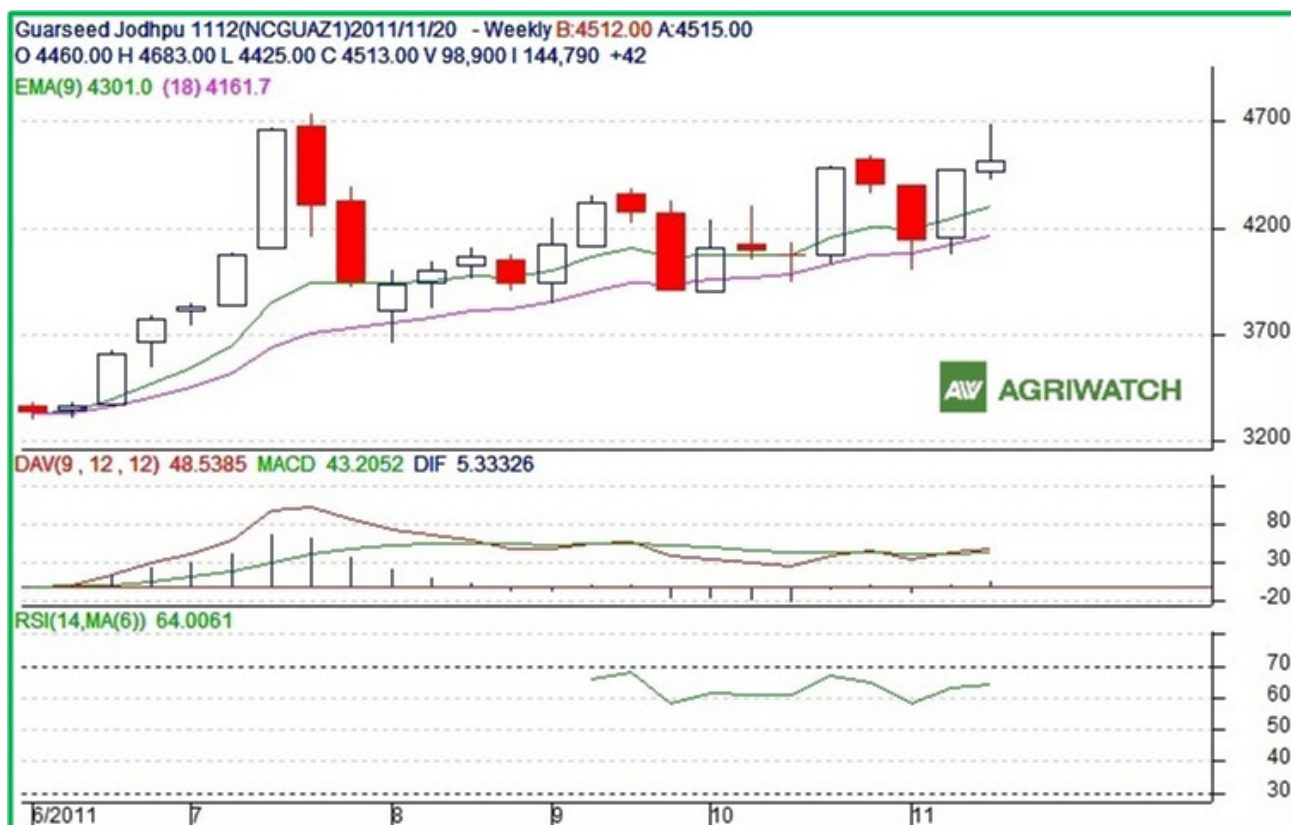 Guarseed Jodhpu 1112(NCGUAZ1)2011/11/20 - Weekly B:4512.00 A:4515.00
O 4460.00 H 4683.00 L 4425.00 C 4513.00 V 98,900 I 144,790 +42
EMA(9) 4301.0 (18) 4161.7
4700
4200
3700
AW AGRIWATCH
3200
DAV(9 , 12 , 12) 48.5385 MACD 43.2052 DIF 5.33326
80
30
-20
RSI(14,MA(6)) 64.0061
70
60
50
40
30
6/2011 7 8 9 10 11